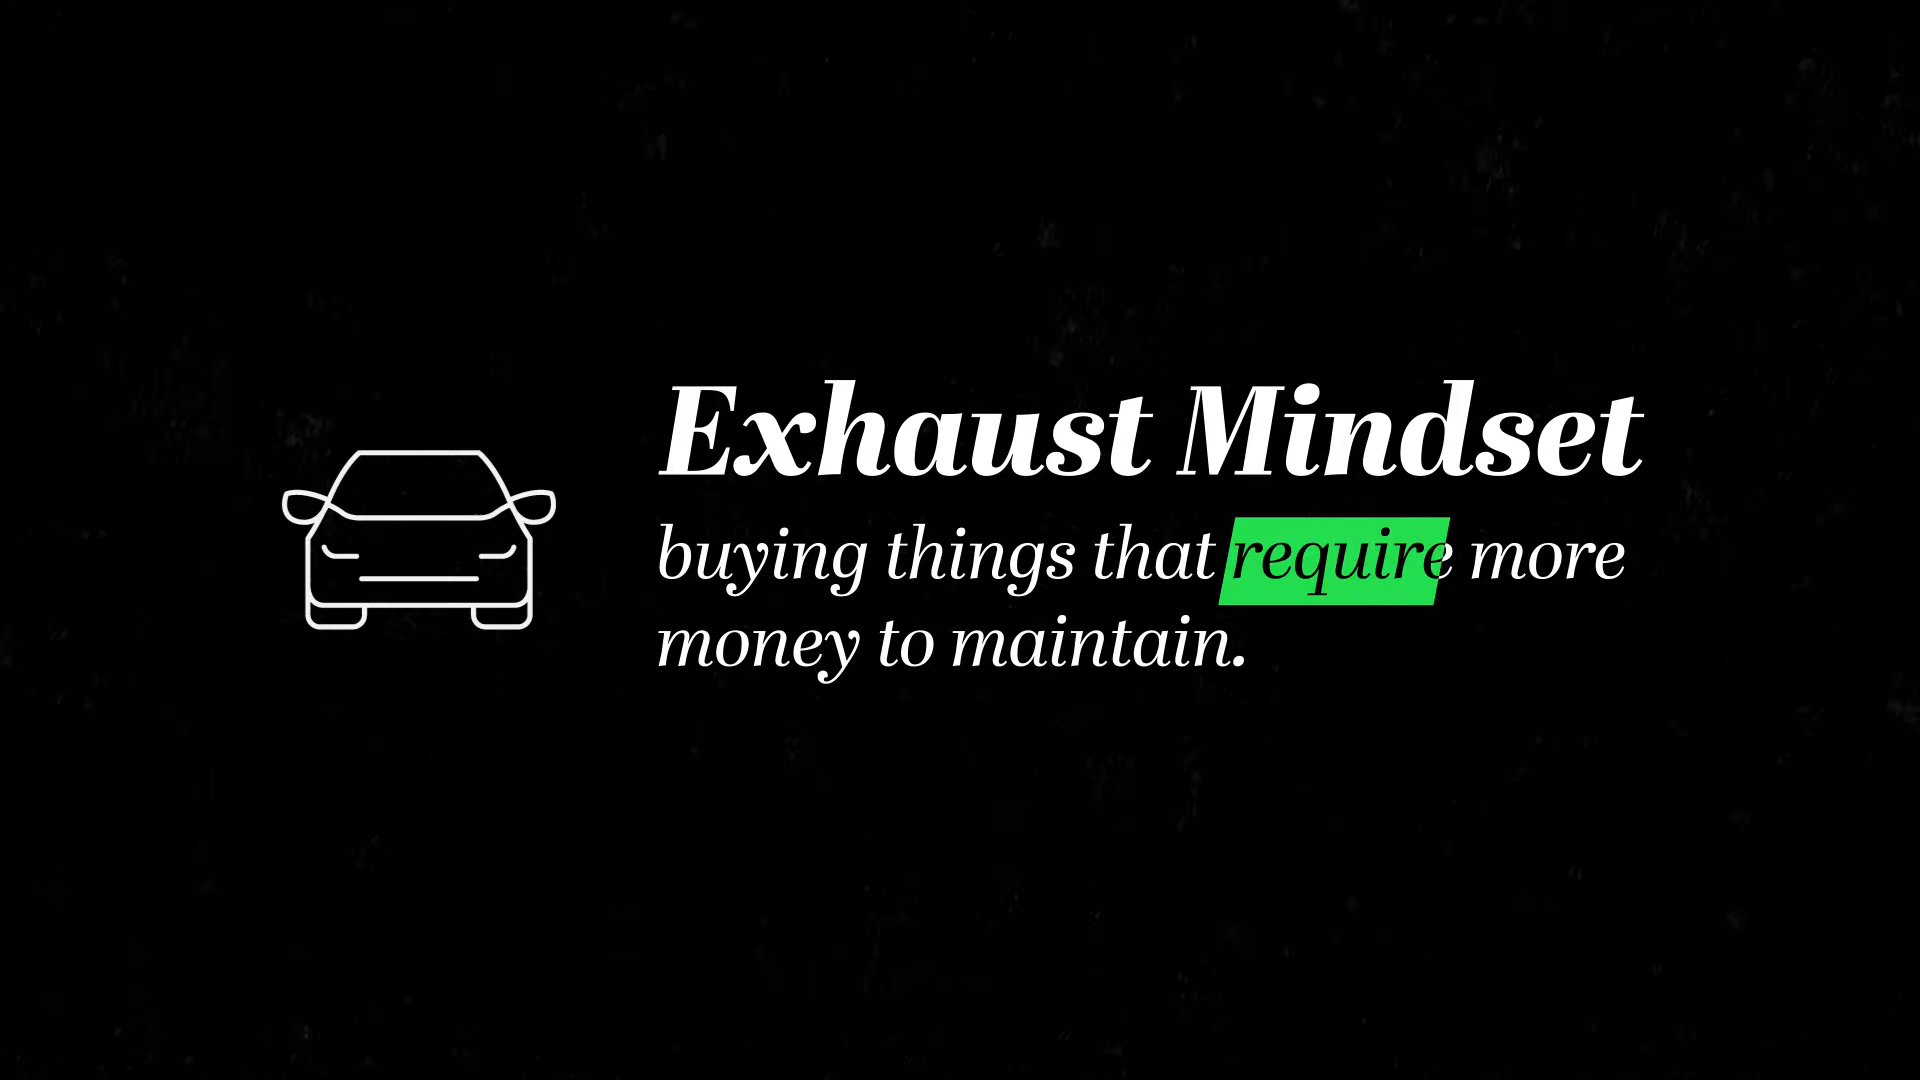 Exhaust Mindset
buying things that require more
money to maintain.